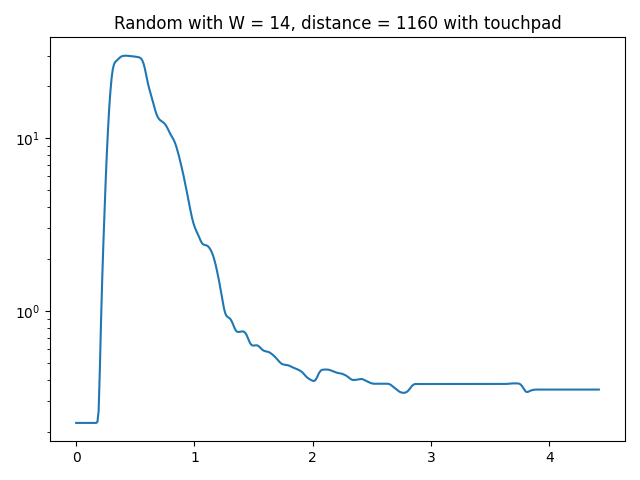 Random with W = 14, distance = 1160 with touchpad
10¹
10⁰
0 1 2 3 4